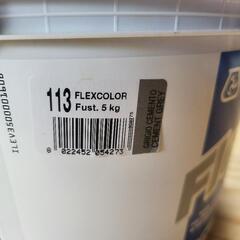 113 FLEXCOLOR
Fust. 5 kg
GRIGIO CEMENTO
CEMENT GREY
8 022452 054273